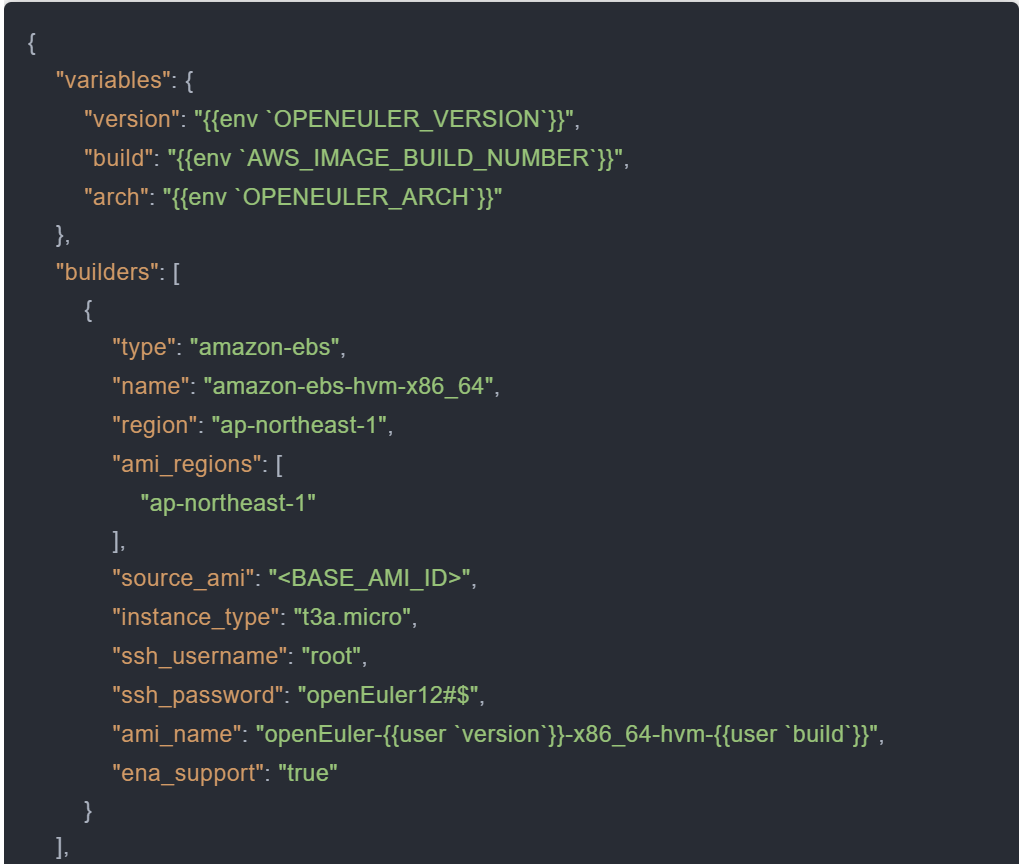 {
"variables": {
"version": "{{env `OPENEULER_VERSION`}}",
"build": "{{env `AWS_IMAGE_BUILD_NUMBER`}}",
"arch": "{{env `OPENEULER_ARCH`}}"
},
"builders": [
{
"type": "amazon-ebs",
"name": "amazon-ebs-hvm-x86_64",
"region": "ap-northeast-1",
"ami_regions": [
"ap-northeast-1"
],
"source_ami": "<BASE_AMI_ID>",
"instance_type": "t3a.micro",
"ssh_username": "root",
"ssh_password": "openEuler12#$",
"ami_name": "openEuler-{{user `version`}}-x86_64-hvm-{{user `build`}}",
"ena_support": "true"
}
],